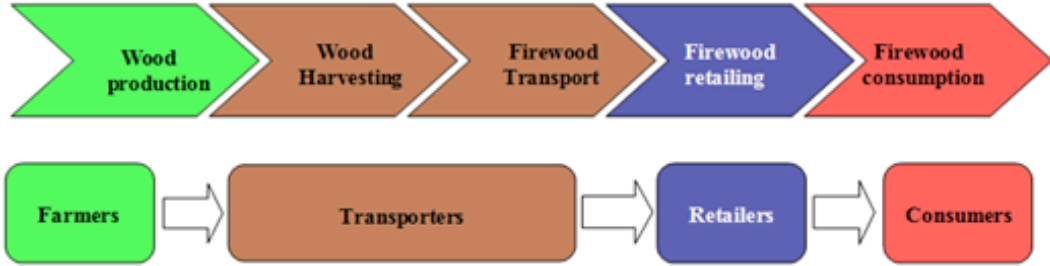 Wood
production
Wood
Harvesting
Firewood
Transport
Firewood
retailing
Firewood
consumption
Farmers
Transporters
Retailers
Consumers